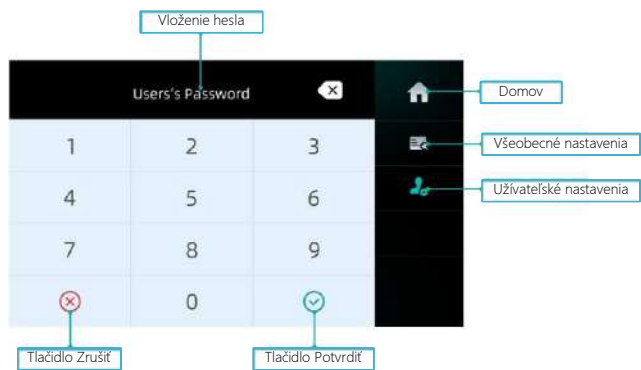 Vloženie hesla
Users's Password
Domov
1 2 3
Všeobecné nastavenia
4 5 6
Užívateľské nastavenia
7 8 9
0
Tlačidlo Zrušiť
Tlačidlo Potvrdiť